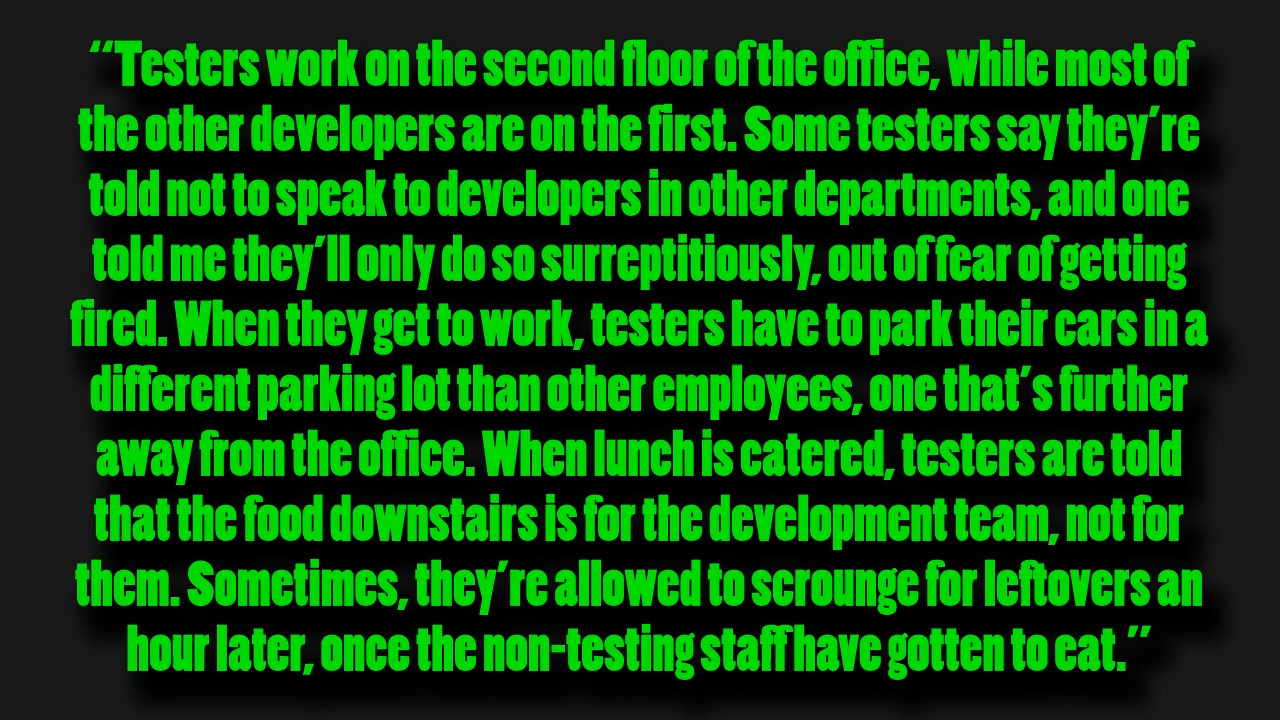 “Testers work on the second floor of the office, while most of
the other developers are on the first. Some testers say they’re
told not to speak to developers in other departments, and one
told me they’ll only do so surreptitiously, out of fear of getting
fired. When they get to work, testers have to park their cars in a
different parking lot than other employees, one that’s further
away from the office. When lunch is catered, testers are told
that the food downstairs is for the development team, not for
them. Sometimes, they’re allowed to scrounge for leftovers an
hour later, once the non-testing staff have gotten to eat.”